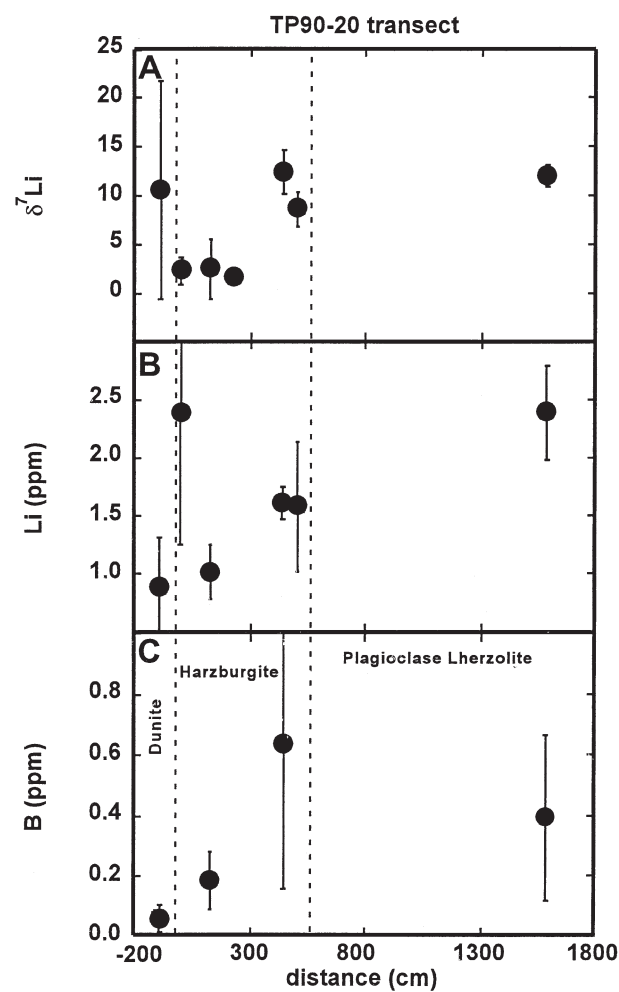 TP90-20 transect
A
25
20
15
10
5
0
δ⁷Li
B
2.5
2.0
1.5
1.0
Li (ppm)
C
Harzburgite
Plagioclase Lherzolite
Dunite
0.8
0.6
0.4
0.2
0.0
B (ppm)
-200 300 800 1300 1800
distance (cm)